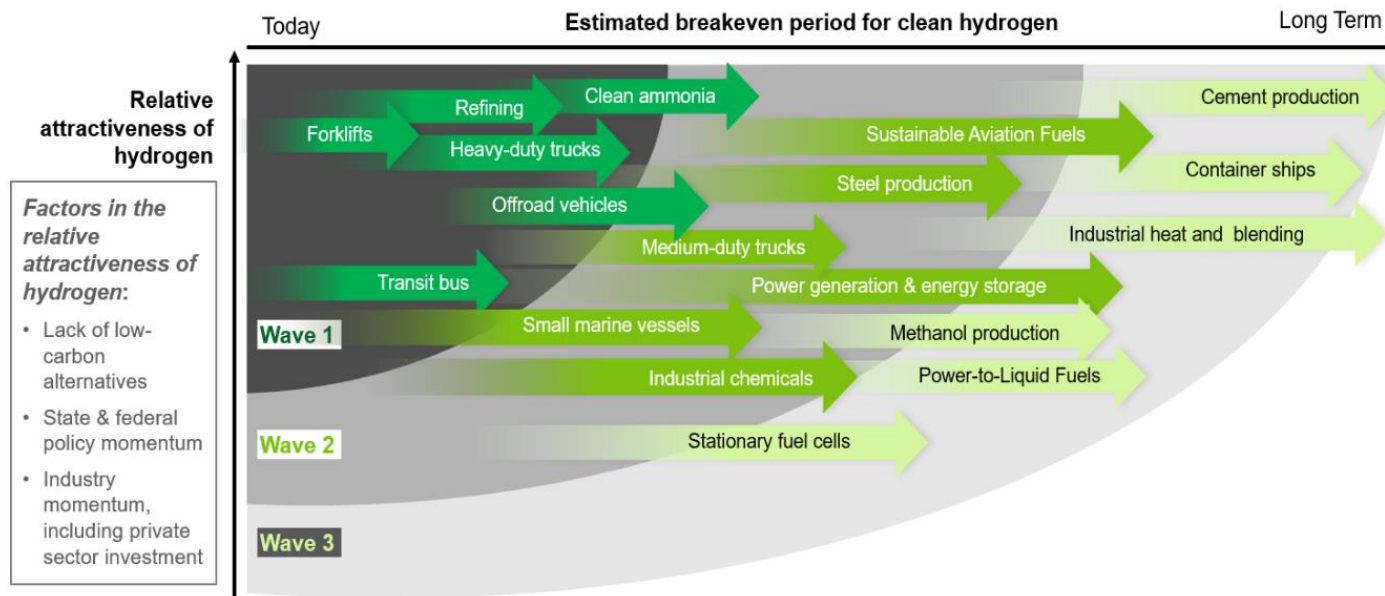 Today
Estimated breakeven period for clean hydrogen
Long Term
Relative
attractiveness of
hydrogen
Factors in the
relative
attractiveness of
hydrogen:
• Lack of low-
carbon
alternatives
• State & federal
policy momentum
• Industry
momentum,
including private
sector investment
Clean ammonia
Cement production
Refining
Forklifts
Sustainable Aviation Fuels
Heavy-duty trucks
Container ships
Steel production
Offroad vehicles
Industrial heat and blending
Medium-duty trucks
Transit bus
Power generation & energy storage
Small marine vessels
Wave 1
Methanol production
Industrial chemicals
Power-to-Liquid Fuels
Wave 2
Stationary fuel cells
Wave 3